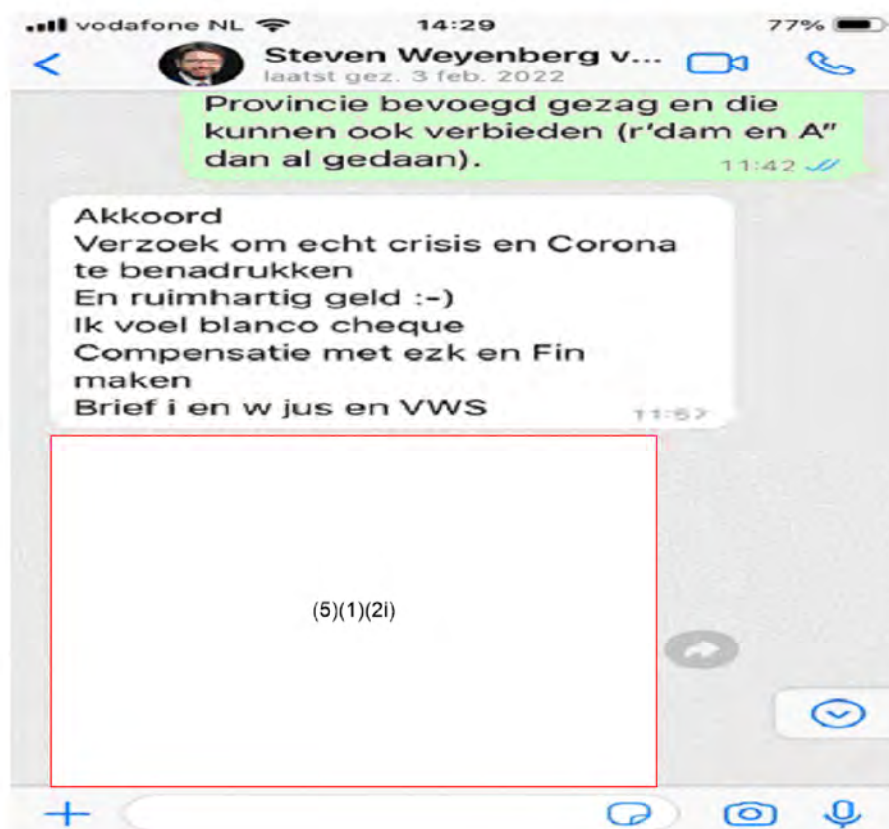 vodafone NL 14:29 77%
Steven Weyenberg v...
laatst gez. 3 feb. 2022
Provincie bevoegd gezag en die
kunnen ook verbieden (r'dam en A"
dan al gedaan).
11:42
Akkoord
Verzoek om echt crisis en Corona
te benadrukken
En ruimhartig geld :-)
Ik voel blanco cheque
Compensatie met ezk en Fin
maken
Brief i en w jus en VWS
11:57
(5)(1)(2i)